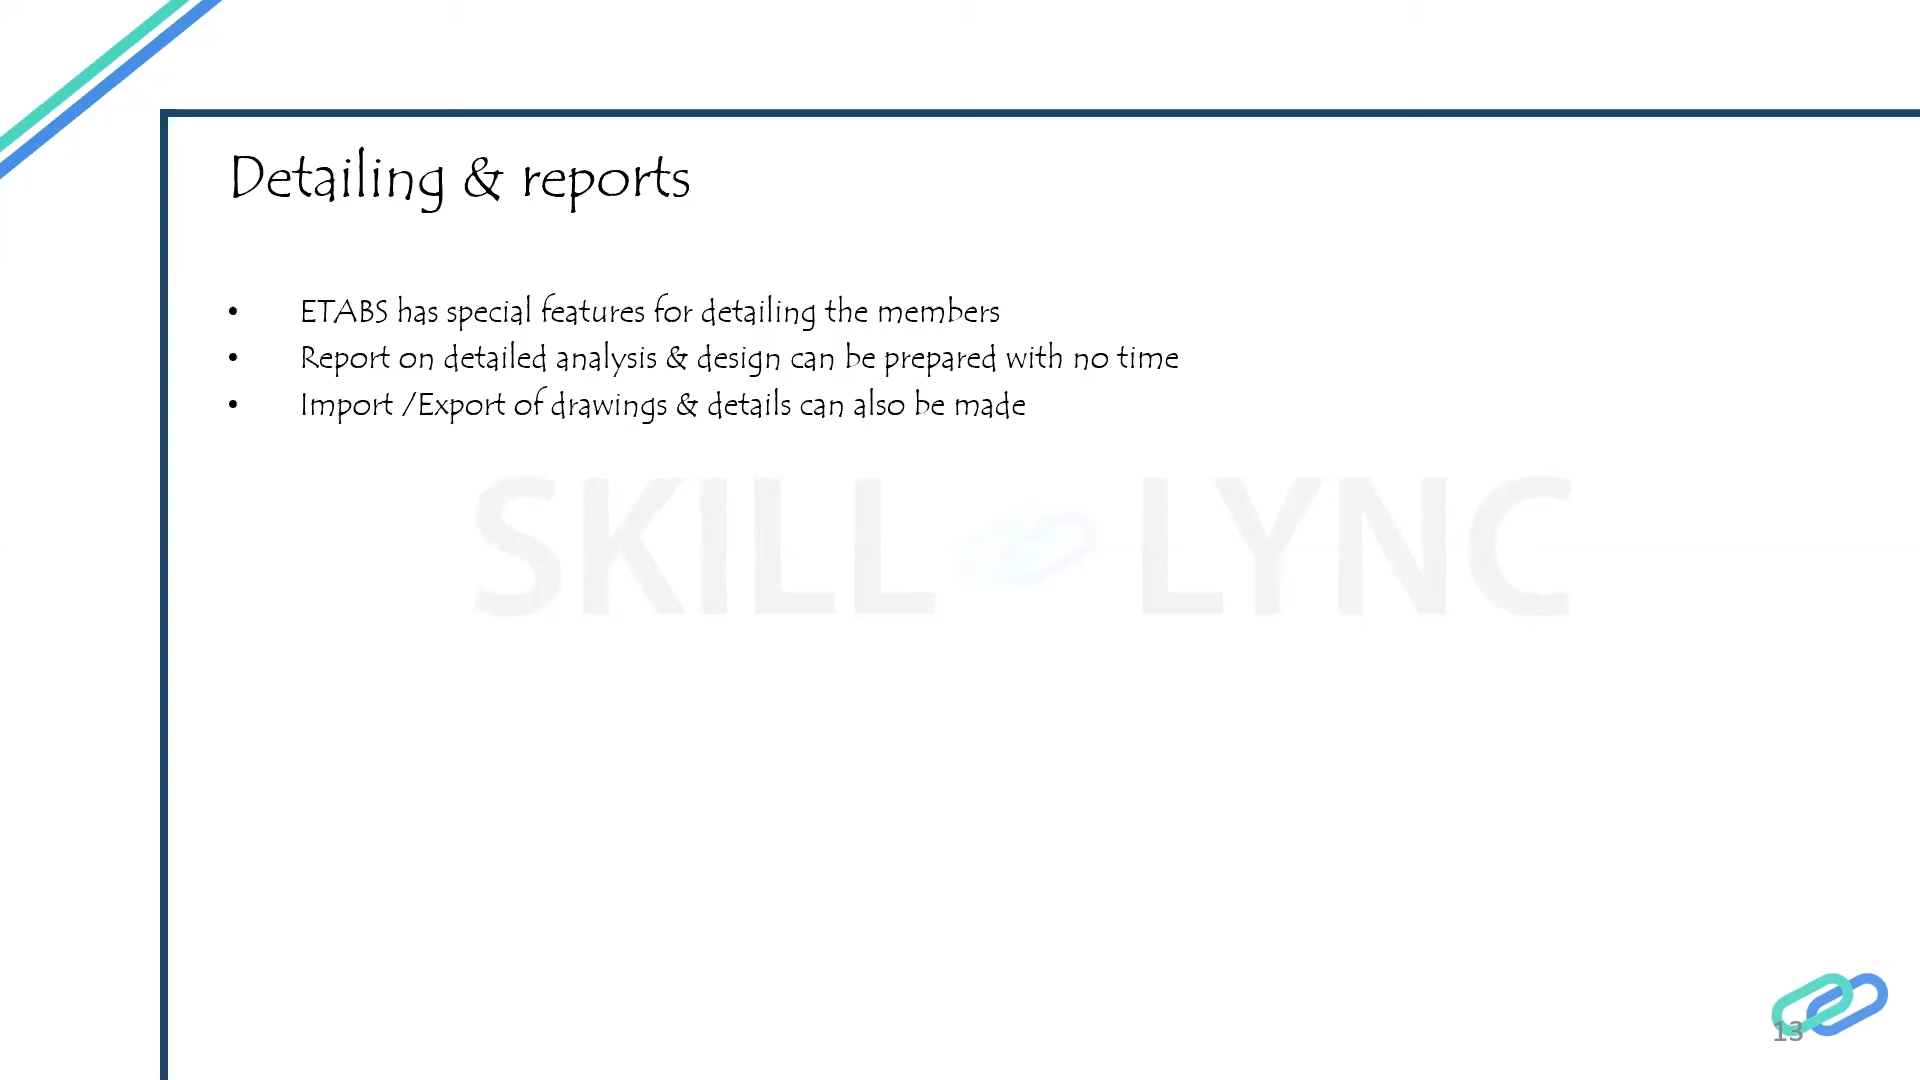 Detailing & reports
• ETABS has special features for detailing the members
• Report on detailed analysis & design can be prepared with no time
• Import /Export of drawings & details can also be made
SKILL LYNC
13